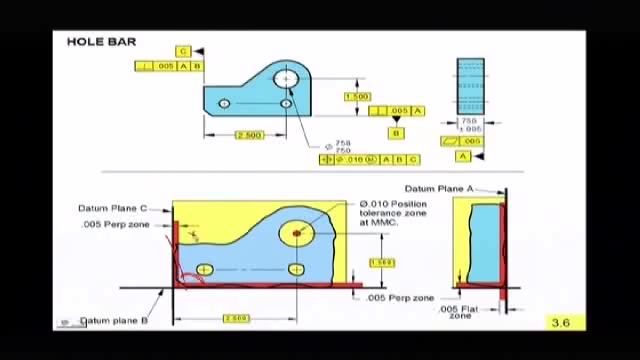 HOLE BAR
C
⊥ .005 A B
1.500
⊥ .005 A
B
2.500
Ø .758
.750
⌖ Ø .010 Ⓜ A B C
.750
±.005
⏥ .005
A
Datum Plane A
Datum Plane C
.005 Perp zone
Ø.010 Position
tolerance zone
at MMC.
1.500
.005 Perp zone
.005 Flat
zone
Datum plane B
2.500
3.6